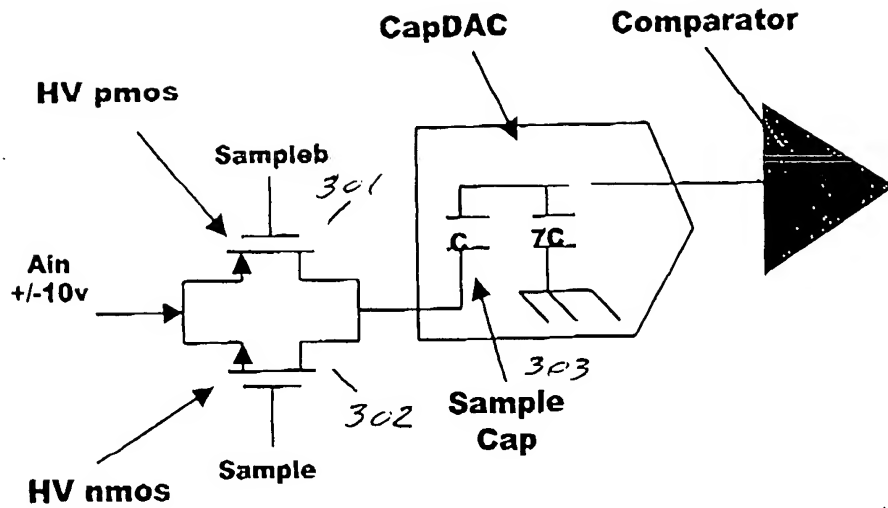 CapDAC
Comparator
HV pmos
Sampleb
301
C
7C
Ain
+/-10v
303
Sample
Cap
302
Sample
HV nmos